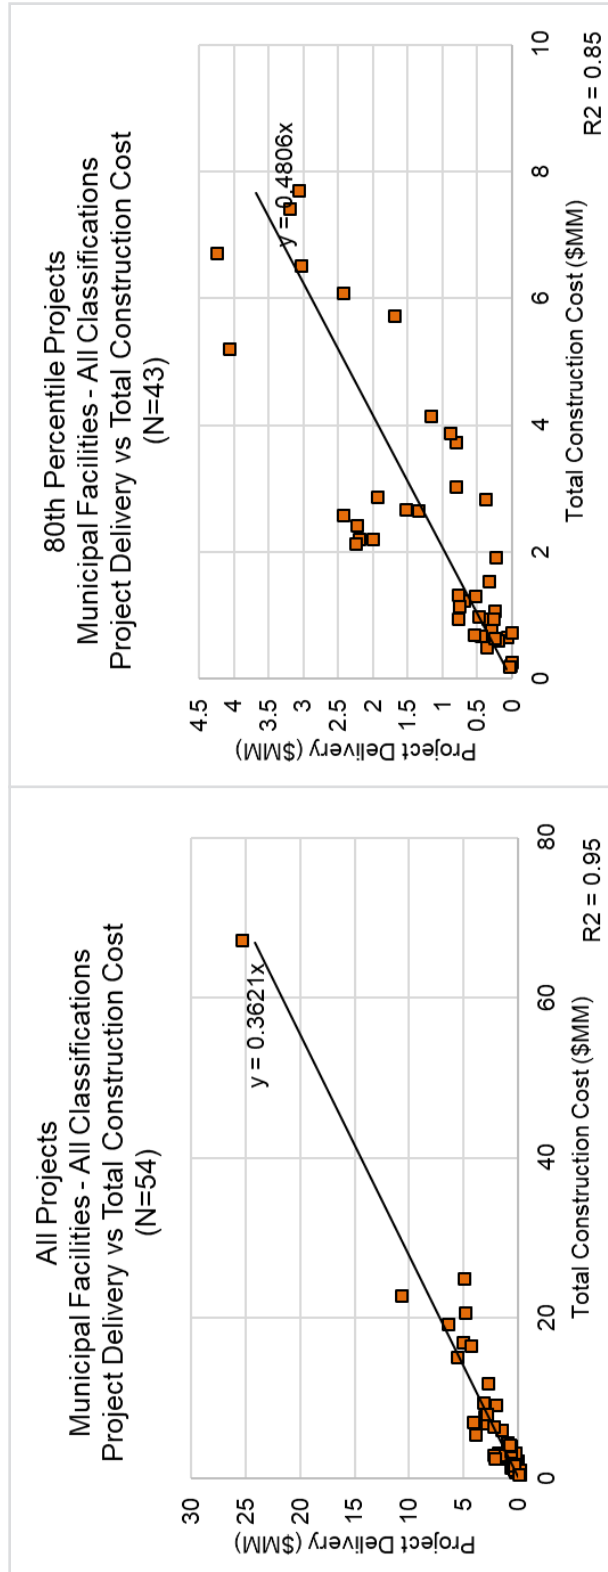 All Projects
Municipal Facilities - All Classifications
Project Delivery vs Total Construction Cost
(N=54)
30
25
20
15
10
5
0
Project Delivery ($MM)
y = 0.3621x
0
20
40
60
80
Total Construction Cost ($MM)
R2 = 0.95
80th Percentile Projects
Municipal Facilities - All Classifications
Project Delivery vs Total Construction Cost
(N=43)
4.5
4
3.5
3
2.5
2
1.5
1
0.5
0
Project Delivery ($MM)
y = 0.4806x
0
2
4
6
8
10
Total Construction Cost ($MM)
R2 = 0.85